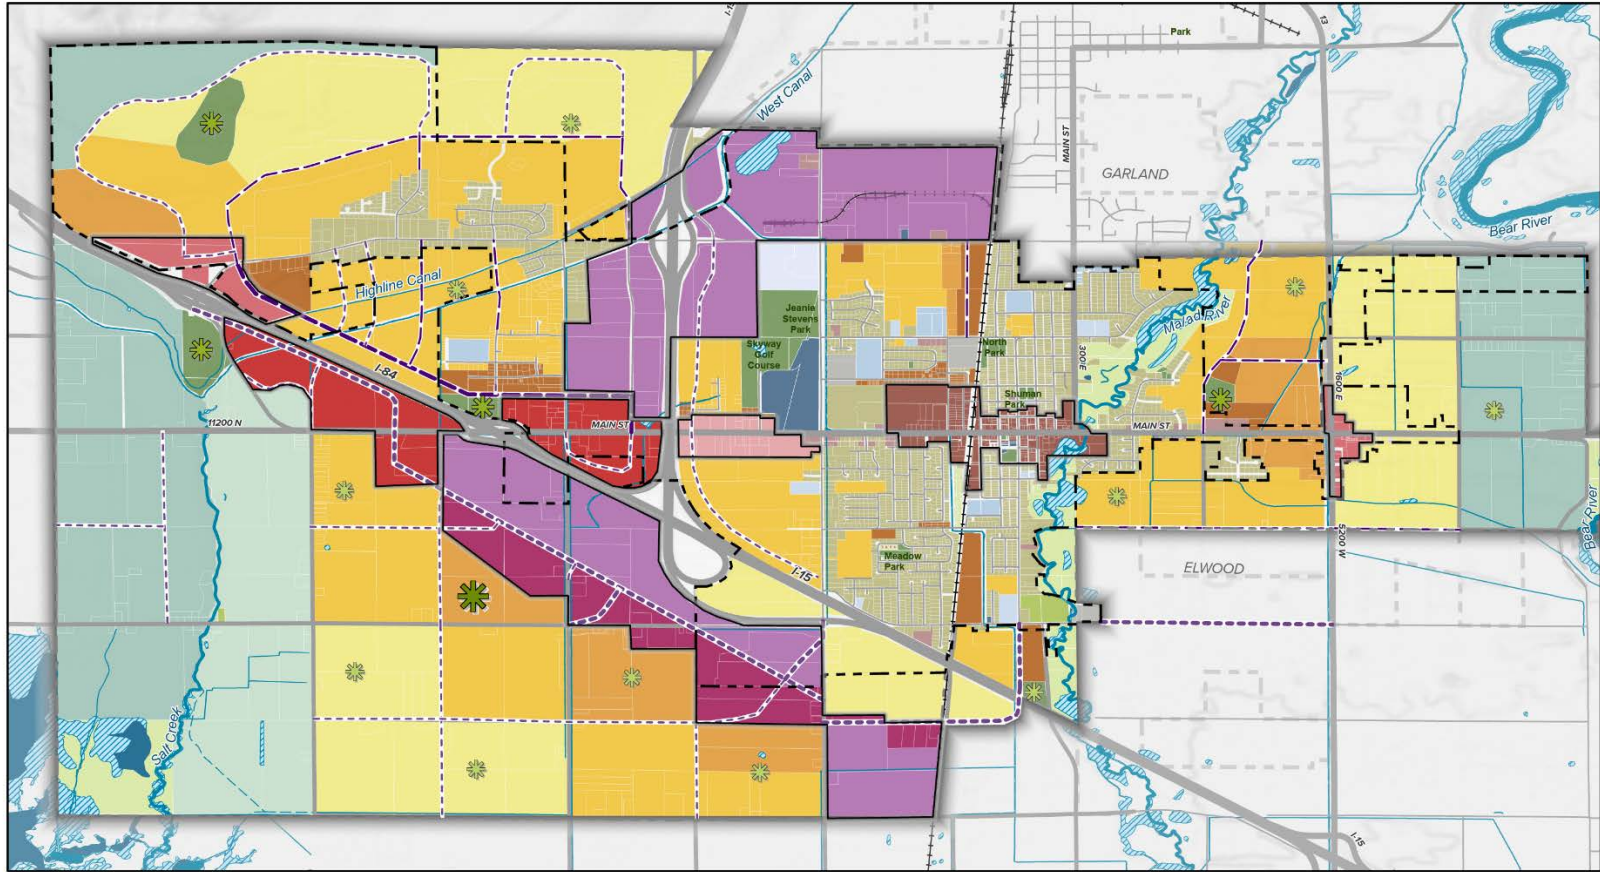 I-15
13
Park
West Canal
MAIN ST
GARLAND
Bear River
Highline Canal
Jeanie
Stevens
Park
Skyway
Golf
Course
North
Park
Malad River
300 E
I-84
Shuman
Park
1600 E
11200 N
MAIN ST
MAIN ST
Bear River
5200 W
Meadow
Park
I-15
ELWOOD
Salt Creek
I-15